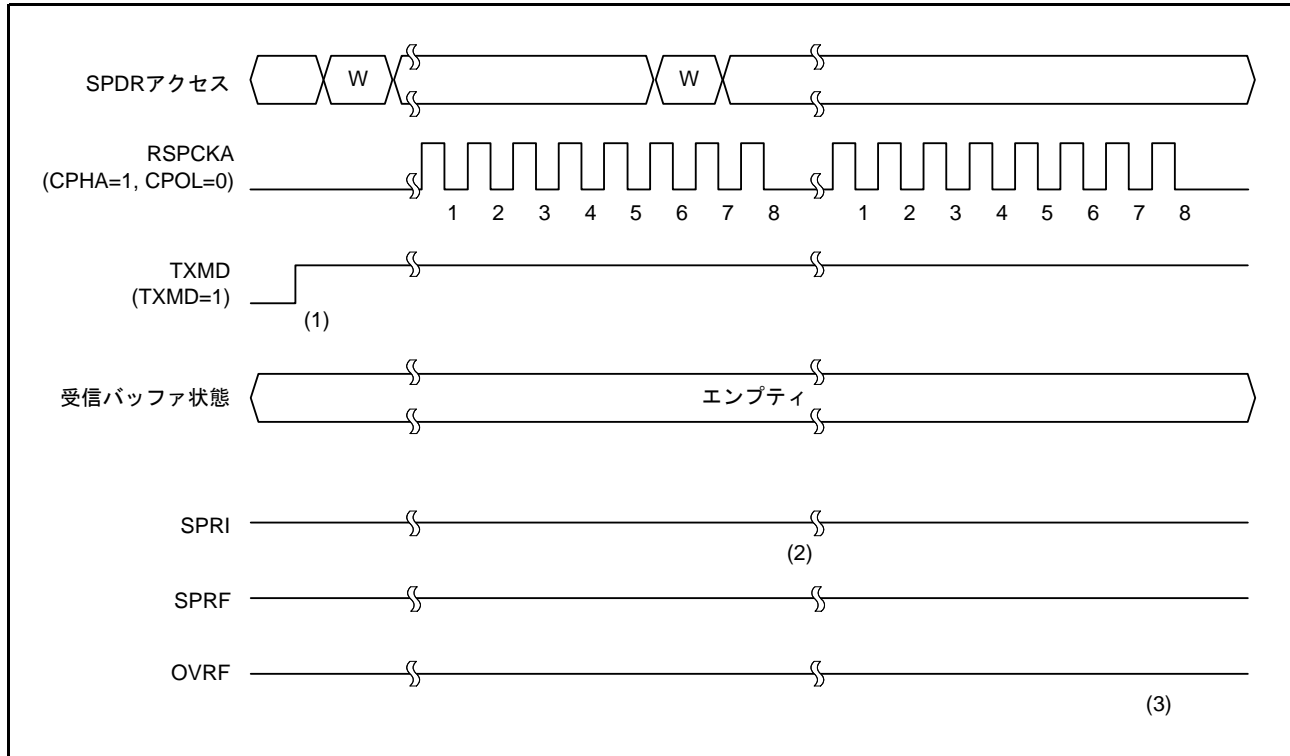 SPDRアクセス
W
W
RSPCKA
(CPHA=1, CPOL=0)
1 2 3 4 5 6 7 8 1 2 3 4 5 6 7 8
TXMD
(TXMD=1)
(1)
受信バッファ状態
エンプティ
SPRI
(2)
SPRF
OVRF
(3)